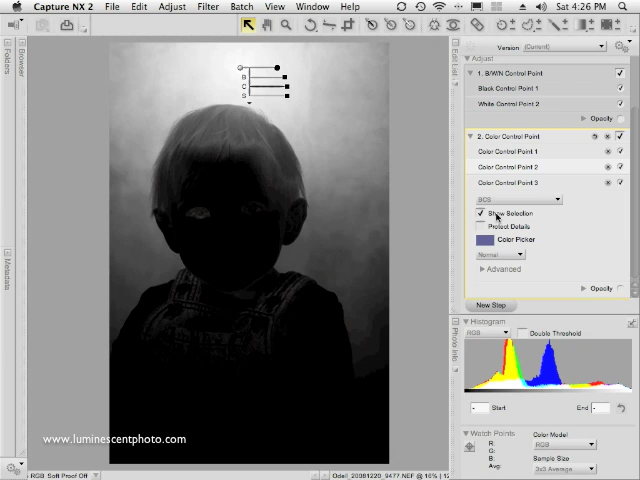 Capture NX 2 File Edit Adjust Filter Batch View Window Help Sat 4:26 PM
Folders
Browser
Metadata
Edit List
Version (Current)
Adjust
1. B/W/N Control Point
Black Control Point 1
White Control Point 2
Opacity
2. Color Control Point
Color Control Point 1
Color Control Point 2
Color Control Point 3
BCS
Show Selection
Protect Details
Color Picker
Normal
Advanced
Opacity
New Step
B
C
S
Photo Info
Histogram
RGB Double Threshold
Start End
Watch Points
R:
G:
B:
Avg:
Color Model
RGB
Sample Size
3x3 Average
www.luminescentphoto.com
RGB Soft Proof Off
Odell_20081220_9477.NEF @ 16% | 12